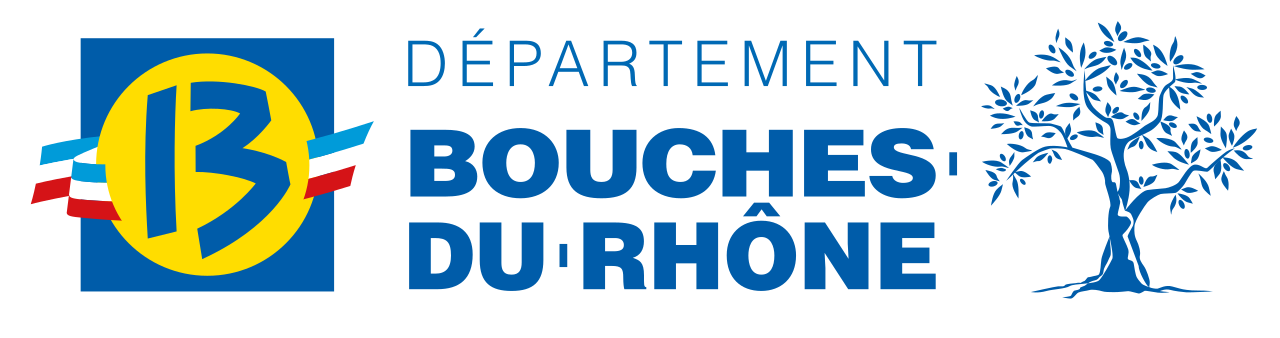 13
DÉPARTEMENT
BOUCHES-
DU-RHÔNE